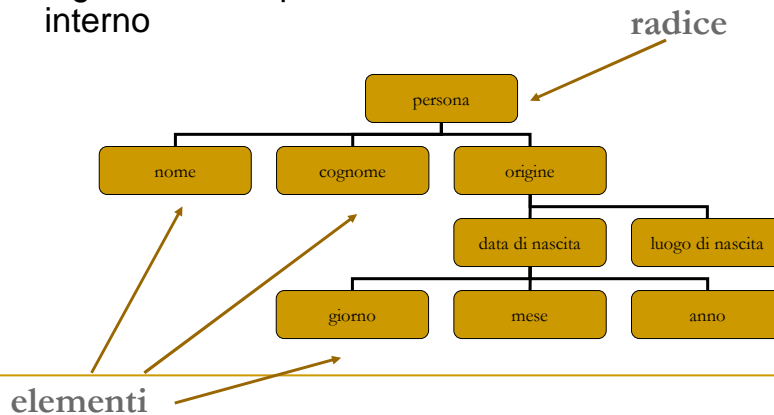 interno
radice
persona
nome cognome origine
data di nascita luogo di nascita
giorno mese anno
elementi